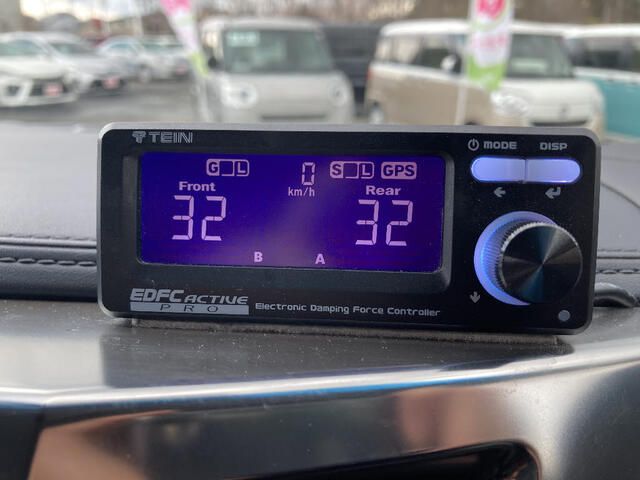 TEIN
MODE DISP
G L 0 S L GPS
Front km/h Rear
32 32
B A
EDFC ACTIVE
PRO
Electronic Damping Force Controller